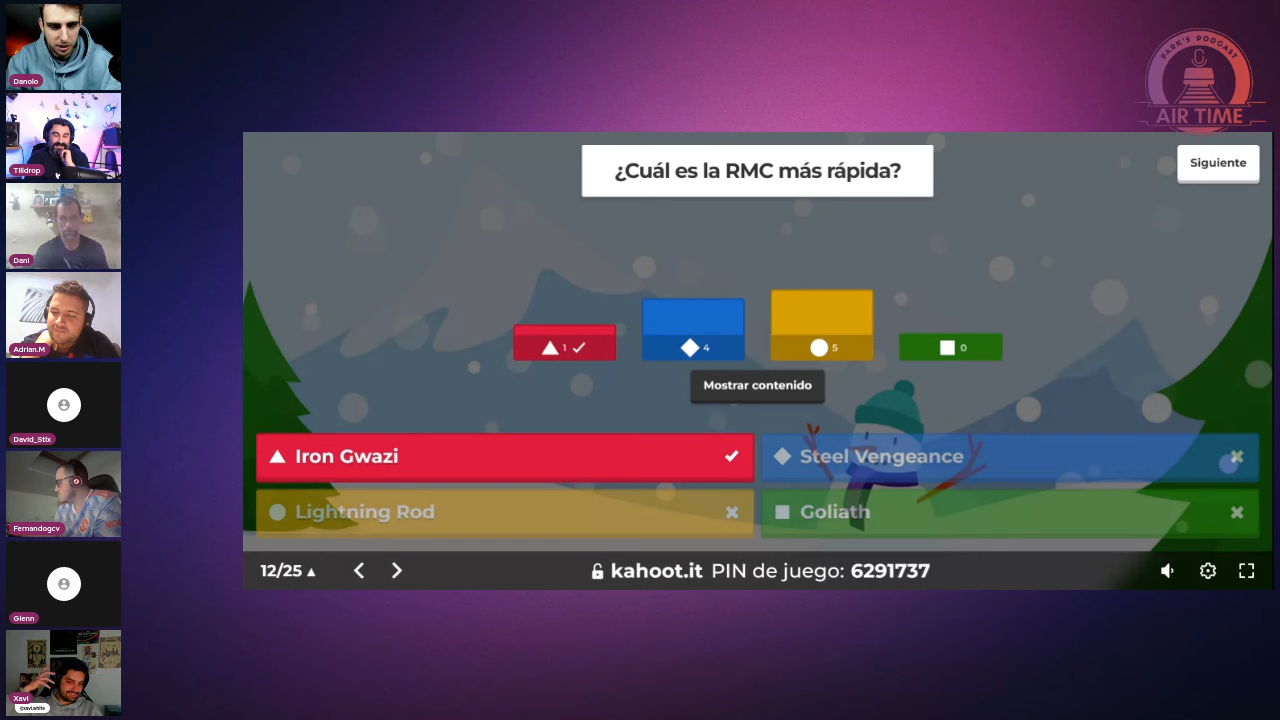 Danolo
Tilldrop
Dani
Adrian.M
David_Stix
Fernandogcv
Glenn
Xavi
@xaviwhite
PARK'S PODCAST
AIR TIME
¿Cuál es la RMC más rápida?
Siguiente
1
4
5
0
Mostrar contenido
Iron Gwazi
Steel Vengeance
Lightning Rod
Goliath
12/25
kahoot.it PIN de juego: 6291737